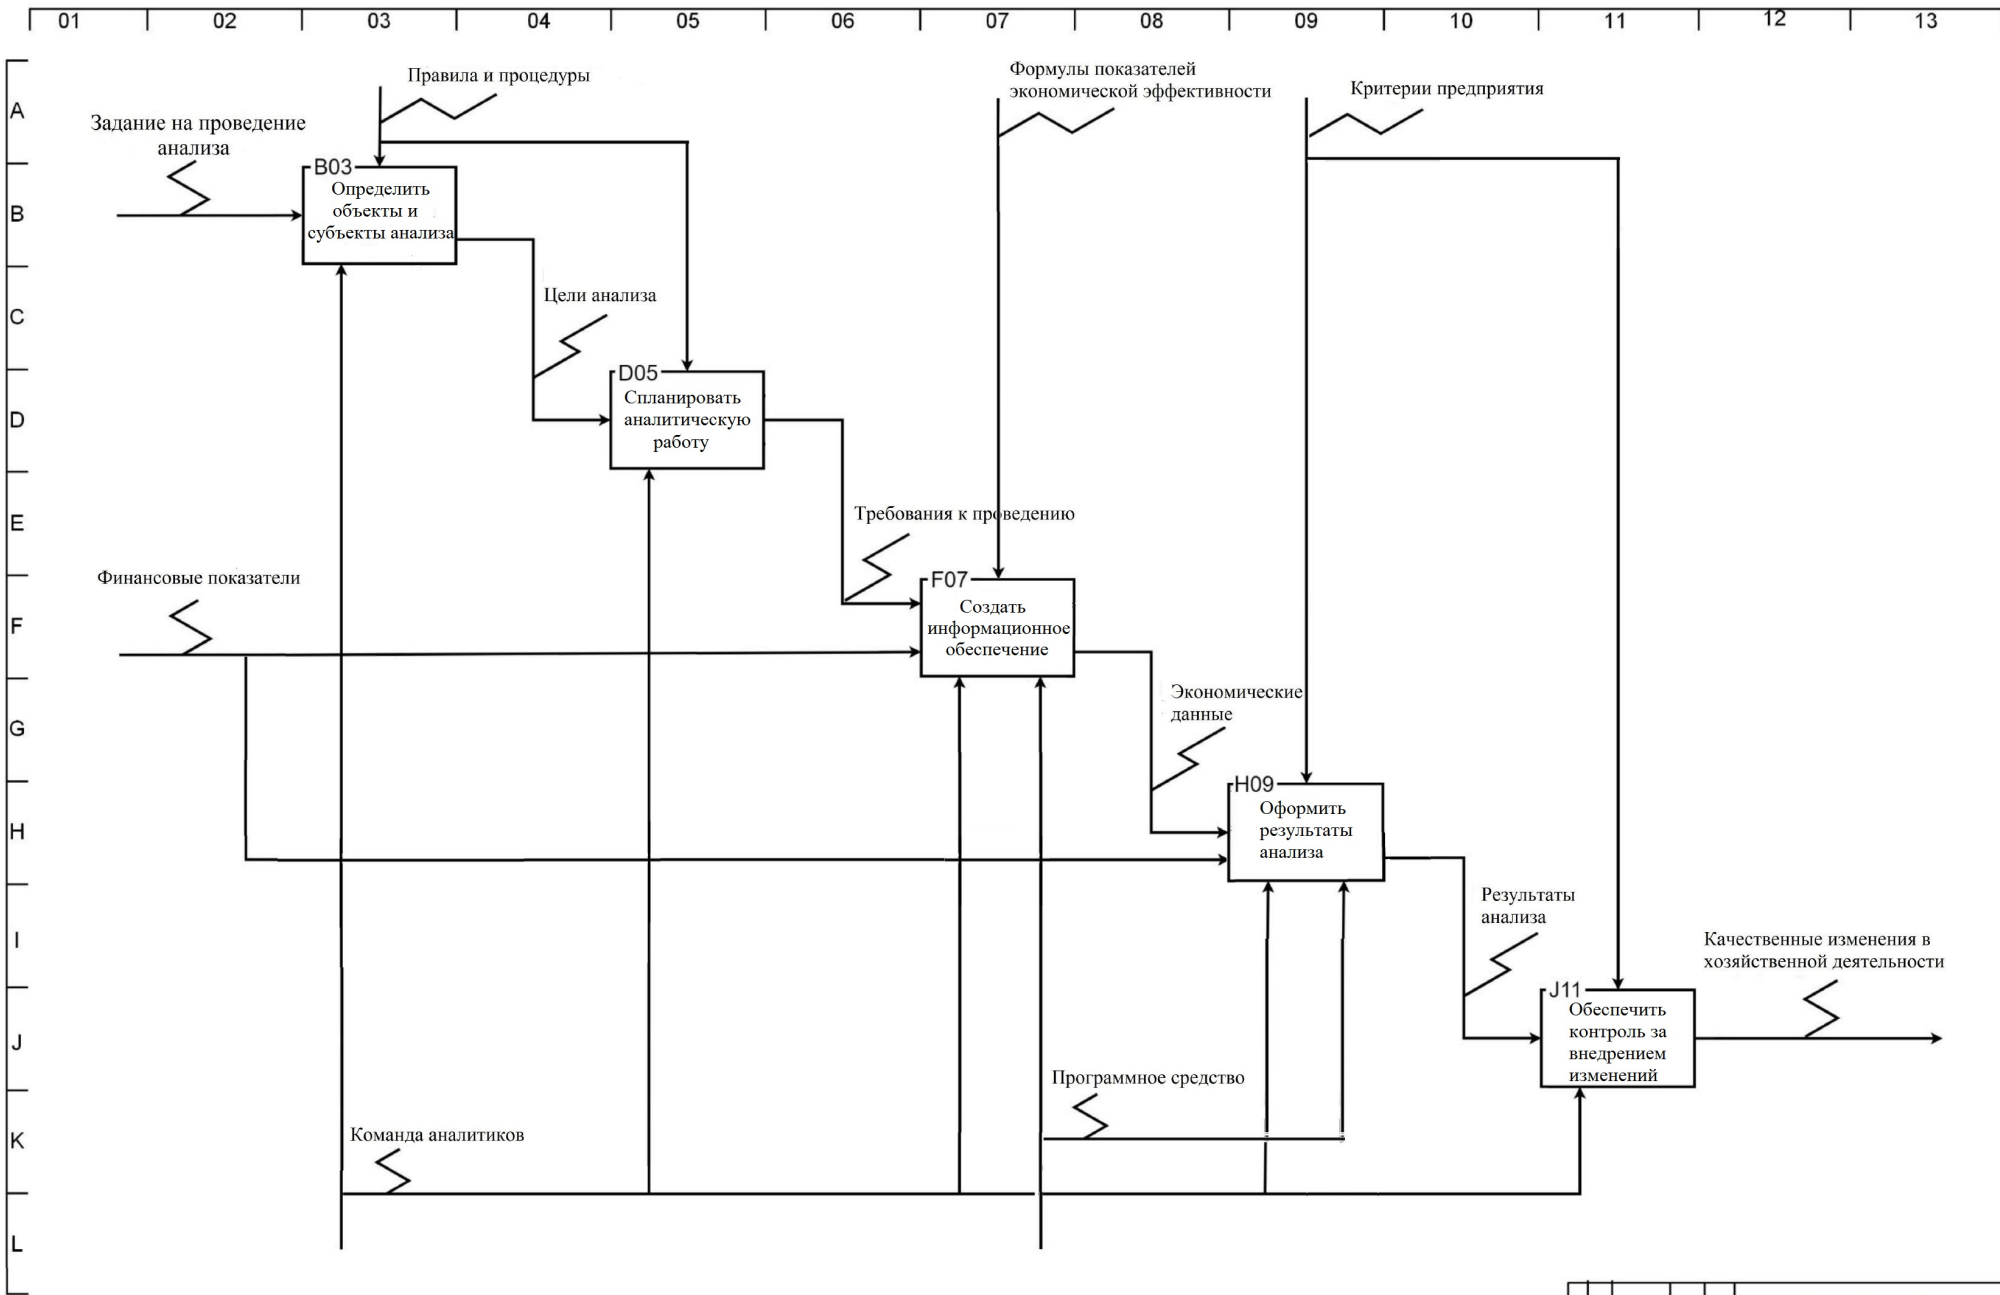 01 02 03 04 05 06 07 08 09 10 11 12 13
A
B
C
D
E
F
G
H
I
J
K
L
Правила и процедуры
Формулы показателей
экономической эффективности
Критерии предприятия
Задание на проведение
анализа
B03
Определить
объекты и
субъекты анализа
Цели анализа
D05
Спланировать
аналитическую
работу
Требования к проведению
Финансовые показатели
F07
Создать
информационное
обеспечение
Экономические
данные
H09
Оформить
результаты
анализа
Результаты
анализа
Качественные изменения в
хозяйственной деятельности
J11
Обеспечить
контроль за
внедрением
изменений
Программное средство
Команда аналитиков